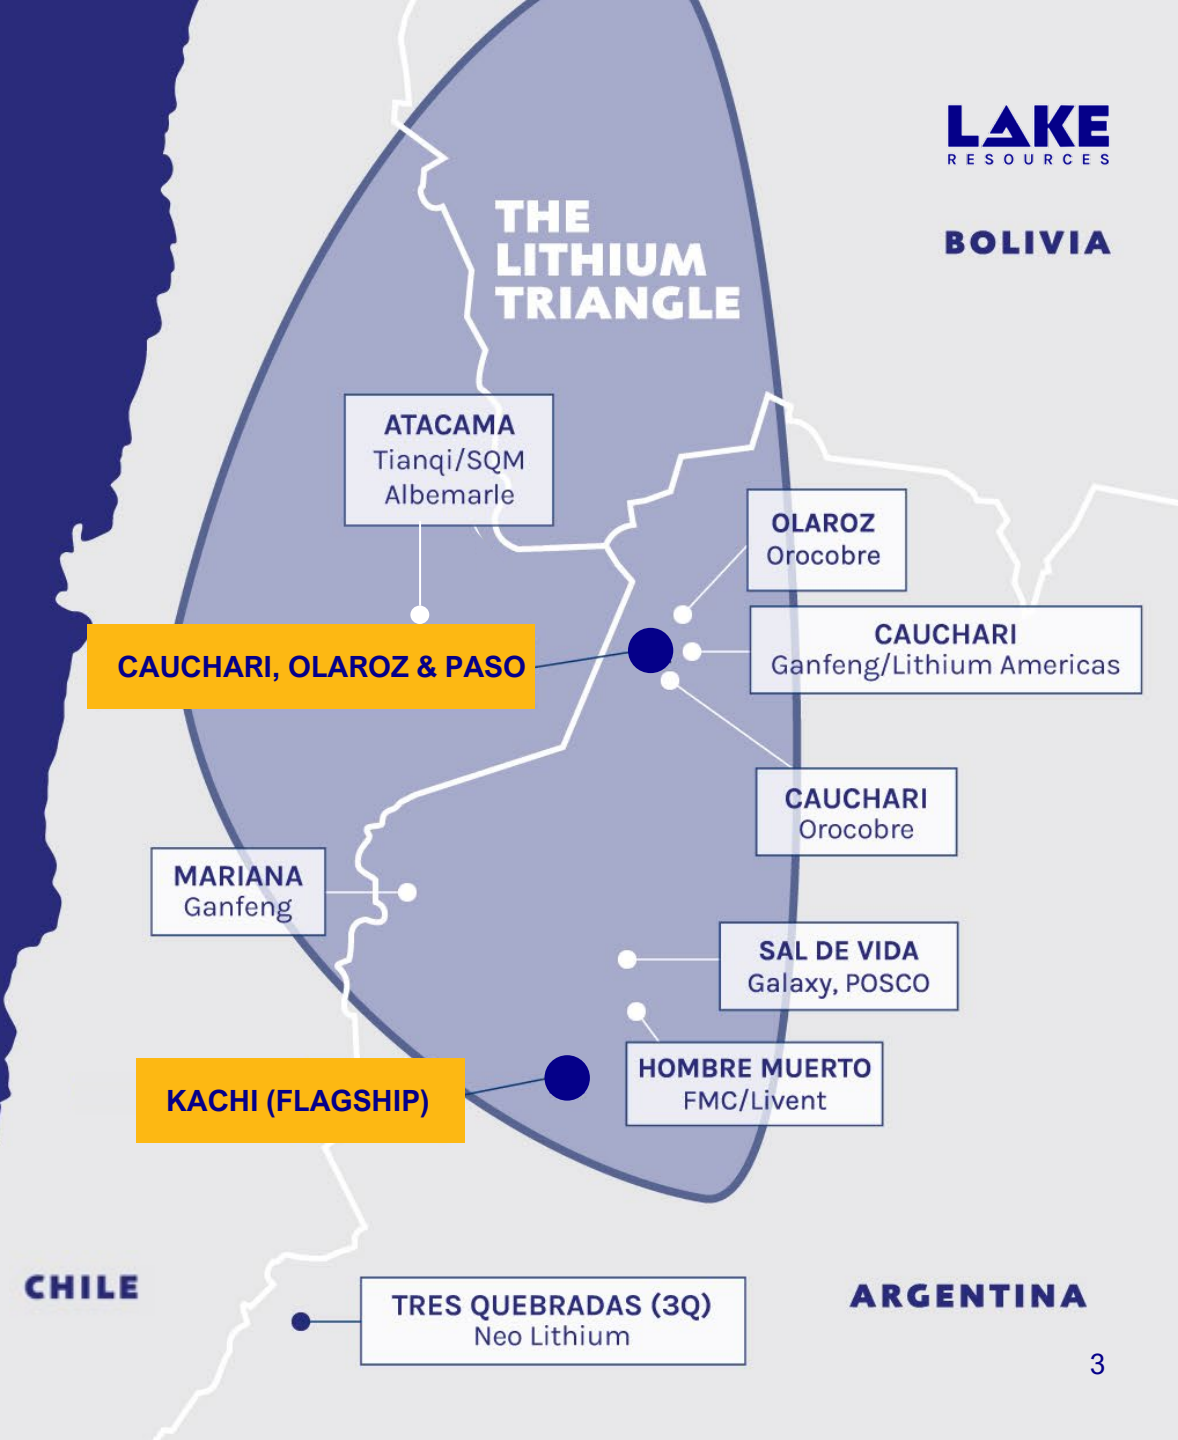 LAKE
RESOURCES
BOLIVIA
THE
LITHIUM
TRIANGLE
ATACAMA
Tianqi/SQM
Albemarle
OLAROZ
Orocobre
CAUCHARI
Ganfeng/Lithium Americas
CAUCHARI, OLAROZ & PASO
CAUCHARI
Orocobre
MARIANA
Ganfeng
SAL DE VIDA
Galaxy, POSCO
HOMBRE MUERTO
FMC/Livent
KACHI (FLAGSHIP)
CHILE
ARGENTINA
TRES QUEBRADAS (3Q)
Neo Lithium
3